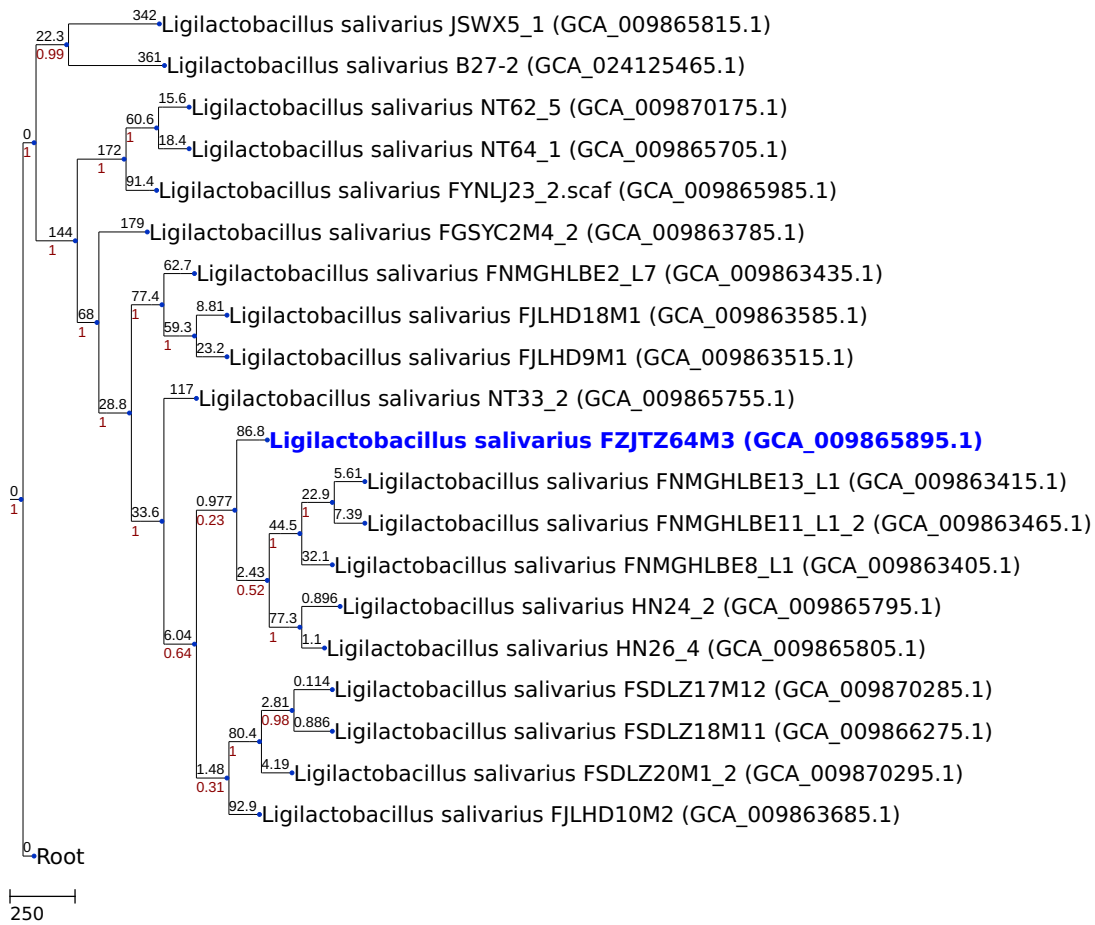 342 Ligilactobacillus salivarius JSWX5_1 (GCA_009865815.1)
22.3
0.99
361 Ligilactobacillus salivarius B27-2 (GCA_024125465.1)
15.6 Ligilactobacillus salivarius NT62_5 (GCA_009870175.1)
60.6
1
0
1
18.4 Ligilactobacillus salivarius NT64_1 (GCA_009865705.1)
172
1
91.4 Ligilactobacillus salivarius FYNLJ23_2.scaf (GCA_009865985.1)
179 Ligilactobacillus salivarius FGSYC2M4_2 (GCA_009863785.1)
144
1
62.7 Ligilactobacillus salivarius FNMGHLBE2_L7 (GCA_009863435.1)
77.4
1
8.81 Ligilactobacillus salivarius FJLHD18M1 (GCA_009863585.1)
68
1
59.3
1
23.2 Ligilactobacillus salivarius FJLHD9M1 (GCA_009863515.1)
117 Ligilactobacillus salivarius NT33_2 (GCA_009865755.1)
28.8
1
86.8 Ligilactobacillus salivarius FZJTZ64M3 (GCA_009865895.1)
5.61 Ligilactobacillus salivarius FNMGHLBE13_L1 (GCA_009863415.1)
0
1
22.9
1
0.977
0.23
33.6
1
7.39 Ligilactobacillus salivarius FNMGHLBE11_L1_2 (GCA_009863465.1)
44.5
1
32.1 Ligilactobacillus salivarius FNMGHLBE8_L1 (GCA_009863405.1)
2.43
0.52
0.896 Ligilactobacillus salivarius HN24_2 (GCA_009865795.1)
77.3
1
6.04
0.64
1.1 Ligilactobacillus salivarius HN26_4 (GCA_009865805.1)
0.114 Ligilactobacillus salivarius FSDLZ17M12 (GCA_009870285.1)
2.81
0.98
0.886 Ligilactobacillus salivarius FSDLZ18M11 (GCA_009866275.1)
80.4
1
4.19 Ligilactobacillus salivarius FSDLZ20M1_2 (GCA_009870295.1)
1.48
0.31
92.9 Ligilactobacillus salivarius FJLHD10M2 (GCA_009863685.1)
0 Root
250